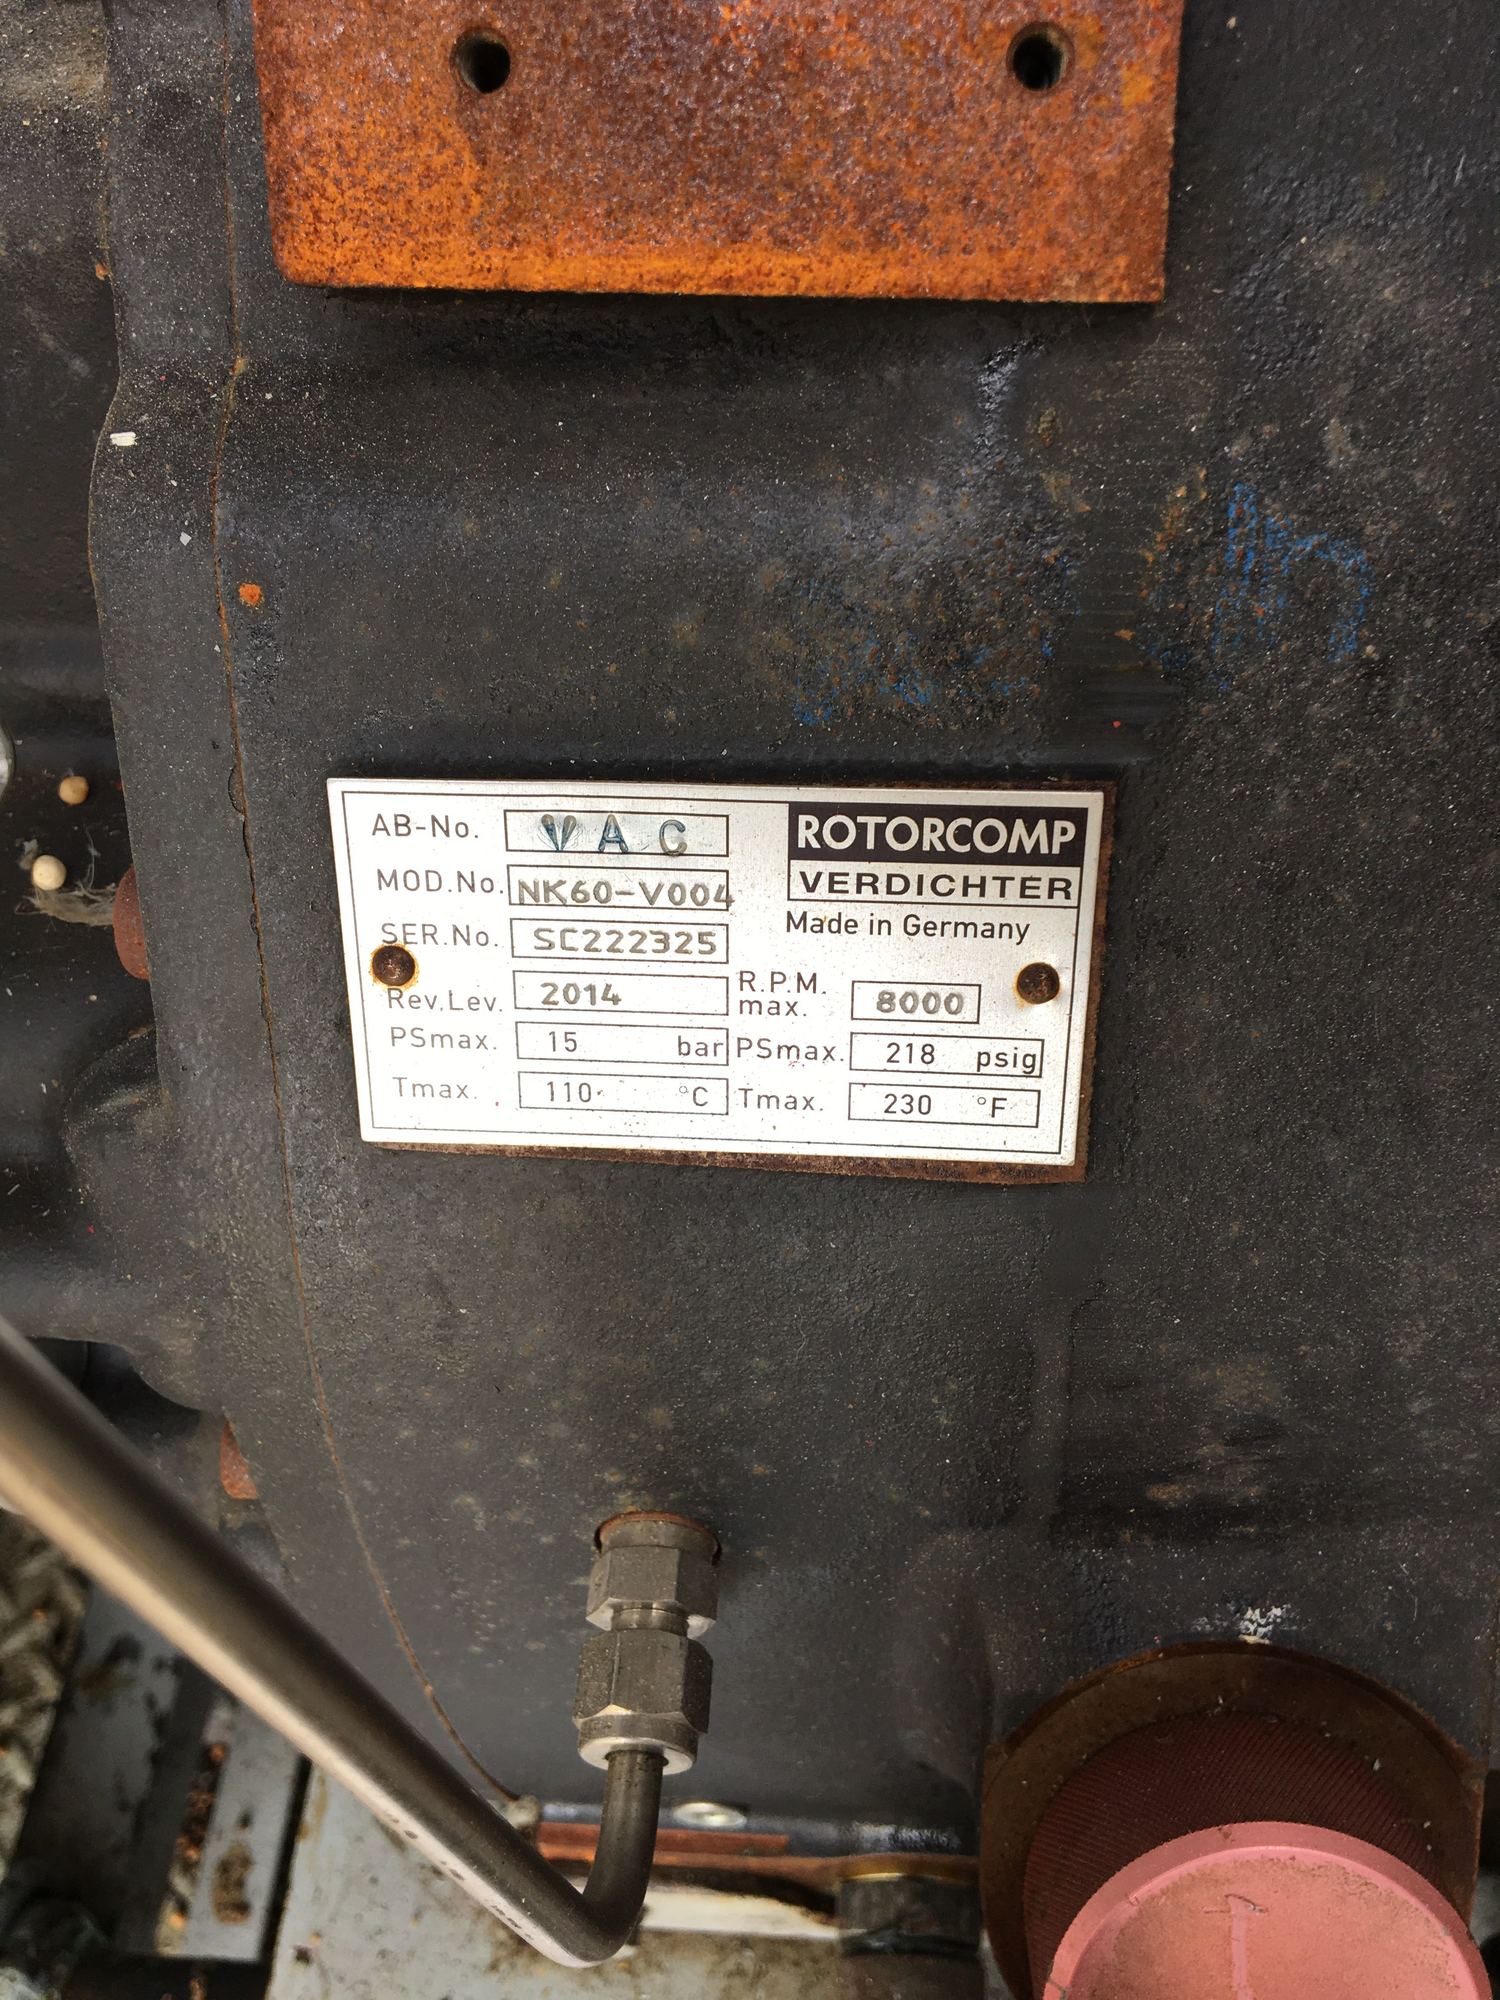 AB-No. VAC
ROTORCOMP
VERDICHTER
Made in Germany
MOD.No. NK60-V004
SER.No. SC222325
Rev.Lev. 2014
R.P.M. max. 8000
PSmax. 15 bar PSmax. 218 psig
Tmax. 110 °C Tmax. 230 °F